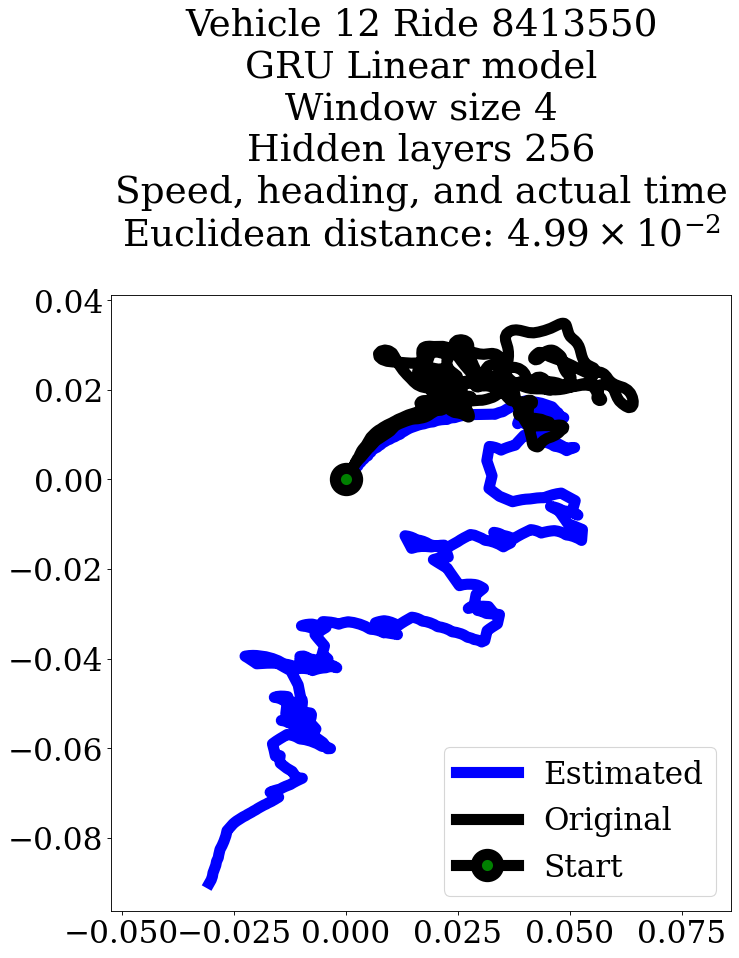 Vehicle 12 Ride 8413550
GRU Linear model
Window size 4
Hidden layers 256
Speed, heading, and actual time
Euclidean distance: 4.99 × 10⁻²
0.04
0.02
0.00
−0.02
−0.04
−0.06
−0.08
Estimated
Original
Start
−0.050 −0.025 0.000 0.025 0.050 0.075